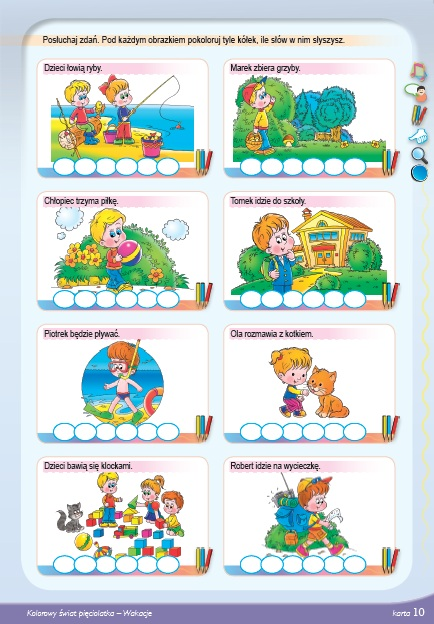 Posłuchaj zdań. Pod każdym obrazkiem pokoloruj tyle kółek, ile słów w nim słyszysz.
Dzieci łowią ryby.
Marek zbiera grzyby.
Chłopiec trzyma piłkę.
Tomek idzie do szkoły.
Piotrek będzie pływać.
Ola rozmawia z kotkiem.
Dzieci bawią się klockami.
Robert idzie na wycieczkę.
Kolorowy świat pięciolatka – Wakacje
karta 10